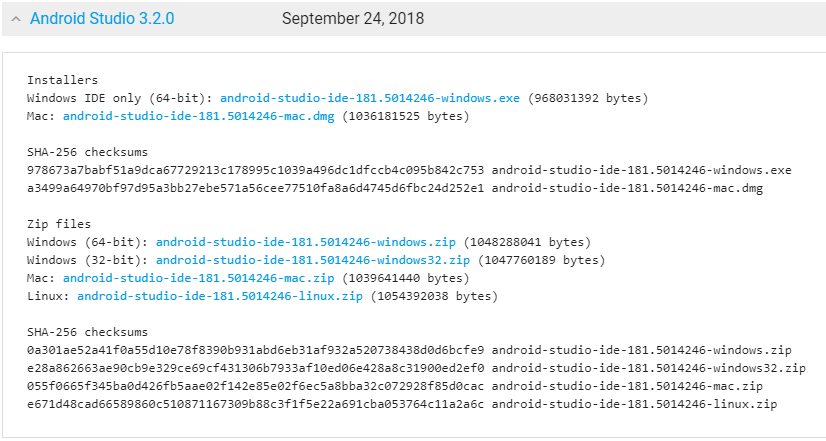 Android Studio 3.2.0 September 24, 2018
Installers
Windows IDE only (64-bit): android-studio-ide-181.5014246-windows.exe (968031392 bytes)
Mac: android-studio-ide-181.5014246-mac.dmg (1036181525 bytes)
SHA-256 checksums
978673a7babf51a9dca67729213c178995c1039a496dc1dfccb4c095b842c753 android-studio-ide-181.5014246-windows.exe
a3499a64970bf97d95a3bb27ebe571a56cee77510fa8a6d4745d6fbc24d252e1 android-studio-ide-181.5014246-mac.dmg
Zip files
Windows (64-bit): android-studio-ide-181.5014246-windows.zip (1048288041 bytes)
Windows (32-bit): android-studio-ide-181.5014246-windows32.zip (1047760189 bytes)
Mac: android-studio-ide-181.5014246-mac.zip (1039641440 bytes)
Linux: android-studio-ide-181.5014246-linux.zip (1054392038 bytes)
SHA-256 checksums
0a301ae52a41f0a55d10e78f8390b931abd6eb31af932a520738438d0d6bcfe9 android-studio-ide-181.5014246-windows.zip
e28a862663ae90cb9e329ce69cf431306b7933af10ed06e428a8c31900ed2ef0 android-studio-ide-181.5014246-windows32.zip
055f0665f345ba0d426fb5aae02f142e85e02f6ec5a8bba32c072928f85d0cac android-studio-ide-181.5014246-mac.zip
e671d48cad66589860c510871167309b88c3f1f5e22a691cba053764c11a2a6c android-studio-ide-181.5014246-linux.zip